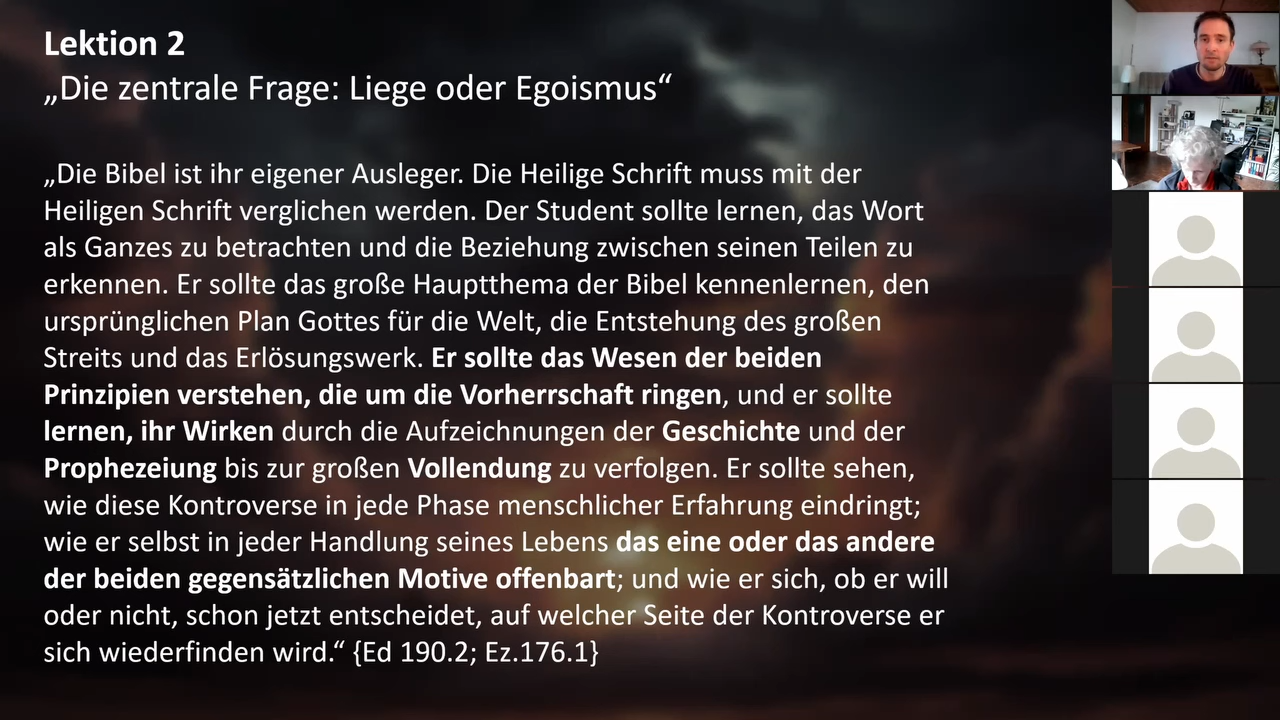 Lektion 2
„Die zentrale Frage: Liege oder Egoismus“
„Die Bibel ist ihr eigener Ausleger. Die Heilige Schrift muss mit der
Heiligen Schrift verglichen werden. Der Student sollte lernen, das Wort
als Ganzes zu betrachten und die Beziehung zwischen seinen Teilen zu
erkennen. Er sollte das große Hauptthema der Bibel kennenlernen, den
ursprünglichen Plan Gottes für die Welt, die Entstehung des großen
Streits und das Erlösungswerk. Er sollte das Wesen der beiden
Prinzipien verstehen, die um die Vorherrschaft ringen, und er sollte
lernen, ihr Wirken durch die Aufzeichnungen der Geschichte und der
Prophezeiung bis zur großen Vollendung zu verfolgen. Er sollte sehen,
wie diese Kontroverse in jede Phase menschlicher Erfahrung eindringt;
wie er selbst in jeder Handlung seines Lebens das eine oder das andere
der beiden gegensätzlichen Motive offenbart; und wie er sich, ob er will
oder nicht, schon jetzt entscheidet, auf welcher Seite der Kontroverse er
sich wiederfinden wird.“ {Ed 190.2; Ez.176.1}